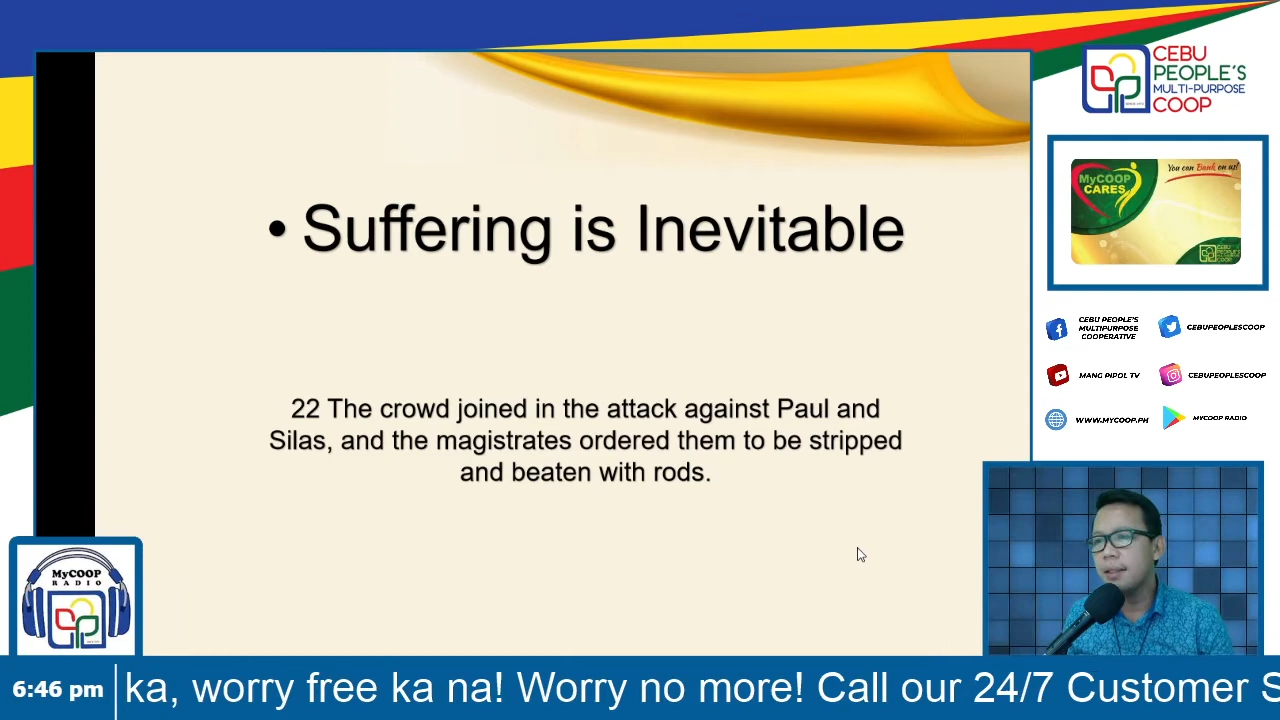 CEBU
PEOPLE'S
MULTI-PURPOSE
COOP
MyCOOP
CARES
You can Bank on us!
• Suffering is Inevitable
22 The crowd joined in the attack against Paul and
Silas, and the magistrates ordered them to be stripped
and beaten with rods.
CEBU PEOPLE'S
MULTIPURPOSE
COOPERATIVE
CEBUPEOPLESCOOP
MANG PIPOL TV
CEBUPEOPLESCOOP
WWW.MYCOOP.PH
MYCOOP RADIO
MyCOOP
RADIO
6:46 pm
ka, worry free ka na! Worry no more! Call our 24/7 Customer S